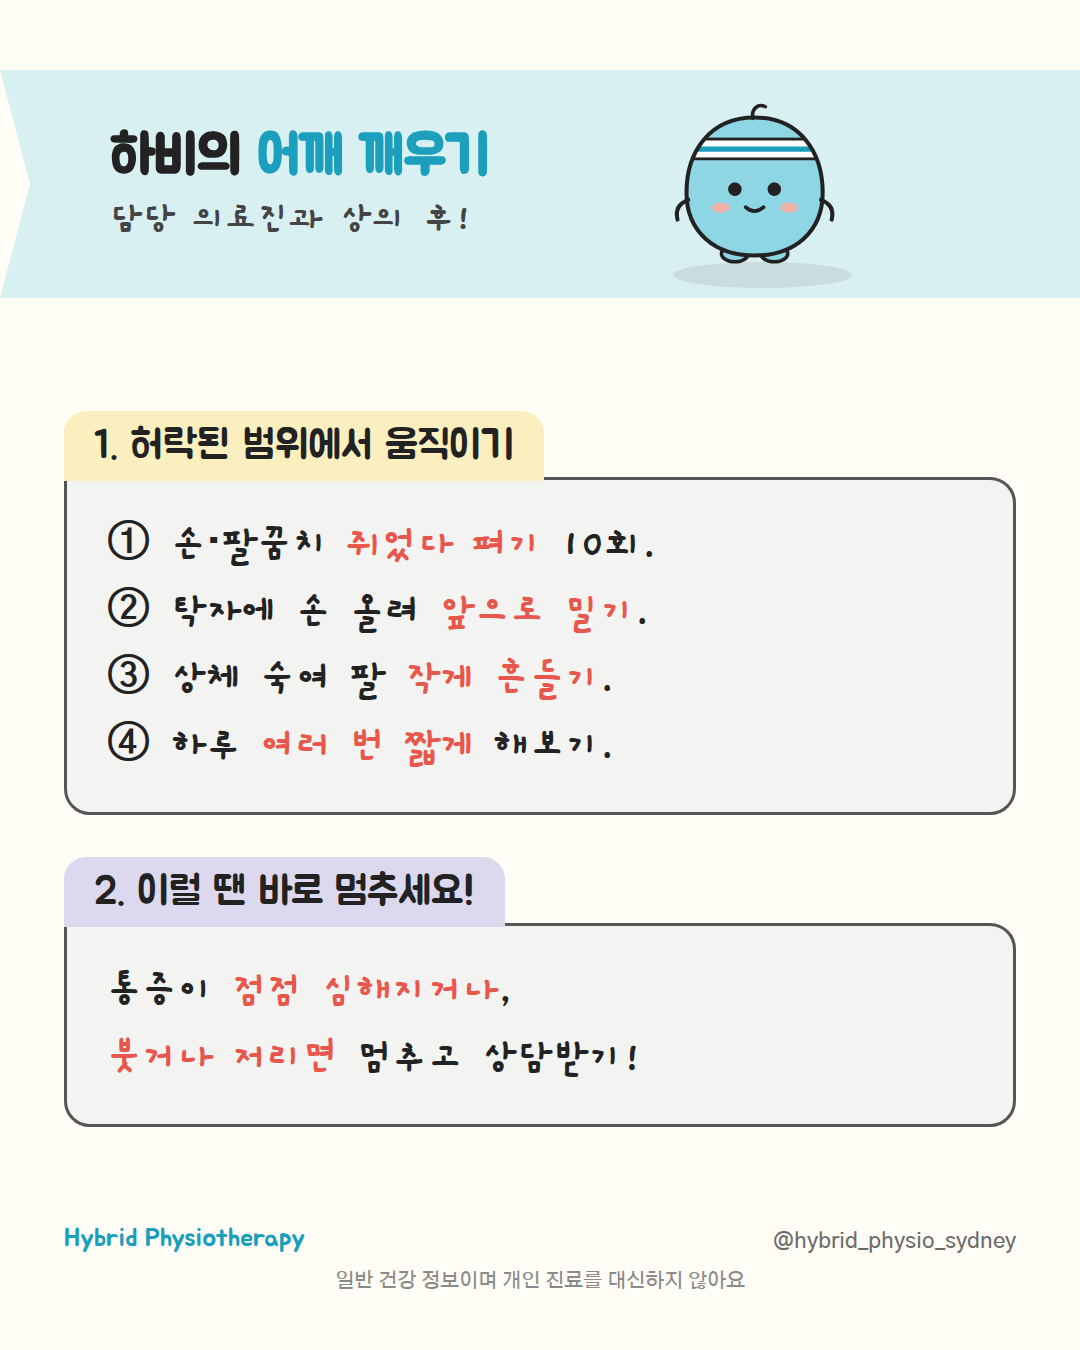 하비의 어깨 깨우기
담당 의료진과 상의 후!
1. 허락된 범위에서 움직이기
① 손·팔꿈치 쥐었다 펴기 10회.
② 탁자에 손 올려 앞으로 밀기.
③ 상체 숙여 팔 작게 흔들기.
④ 하루 여러 번 짧게 해보기.
2. 이럴 땐 바로 멈추세요!
통증이 점점 심해지거나,
붓거나 저리면 멈추고 상담받기!
Hybrid Physiotherapy
@hybrid_physio_sydney
일반 건강 정보이며 개인 진료를 대신하지 않아요